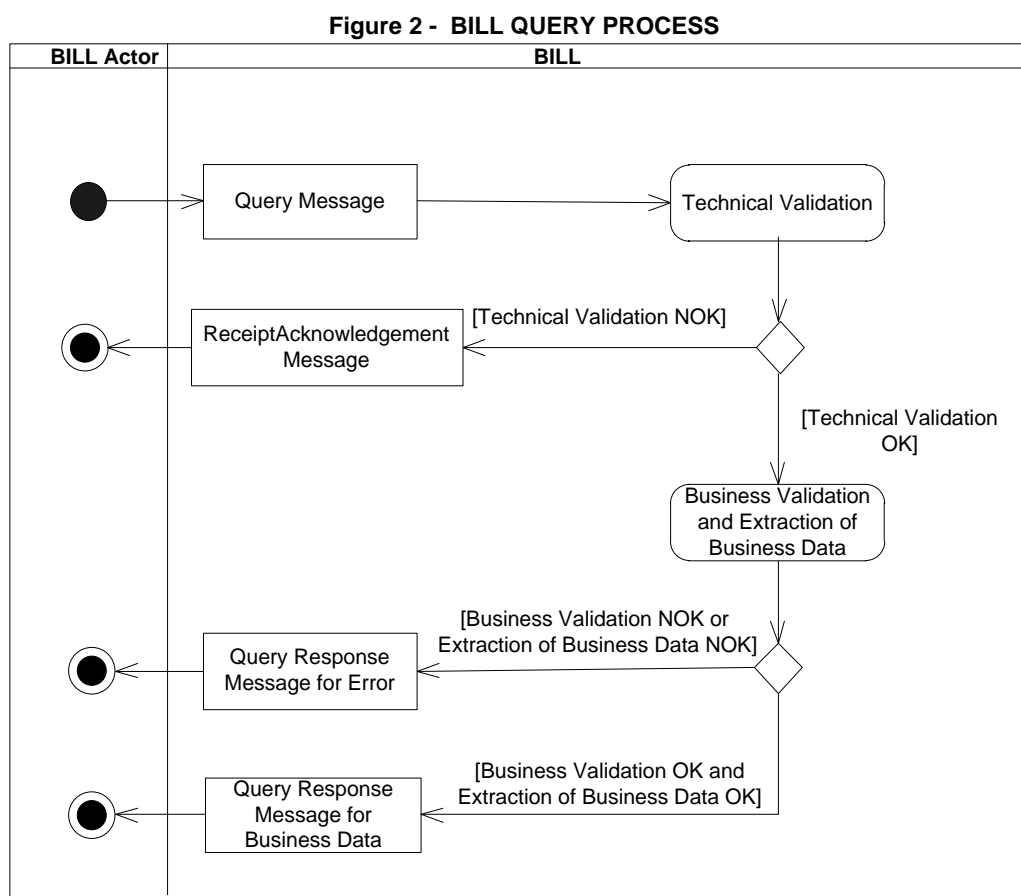 Figure 2 - BILL QUERY PROCESS
BILL Actor
BILL
Query Message
Technical Validation
ReceiptAcknowledgement
Message
[Technical Validation NOK]
[Technical Validation
OK]
Business Validation
and Extraction of
Business Data
[Business Validation NOK or
Extraction of Business Data NOK]
Query Response
Message for Error
[Business Validation OK and
Extraction of Business Data OK]
Query Response
Message for
Business Data